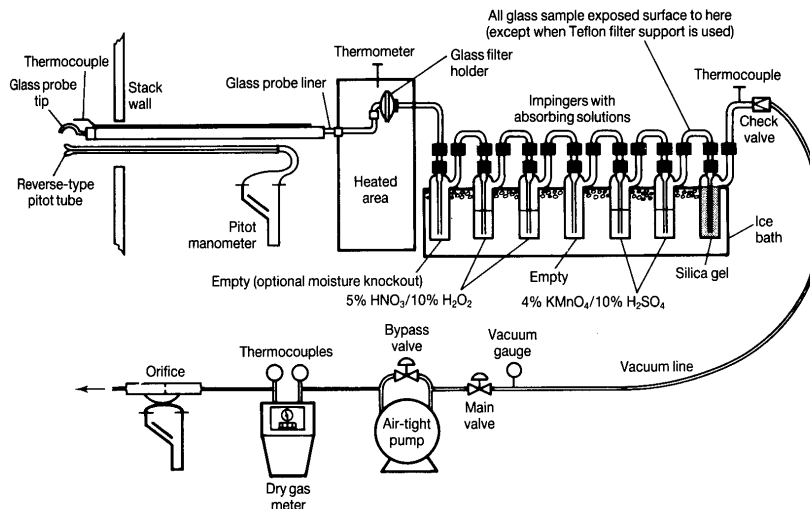 All glass sample exposed surface to here
(except when Teflon filter support is used)
Thermometer
Glass filter
holder
Thermocouple
Glass probe
tip
Stack
wall
Glass probe liner
Impingers with
absorbing solutions
Thermocouple
Check
valve
Reverse-type
pitot tube
Pitot
manometer
Heated
area
Ice
bath
Empty (optional moisture knockout)
5% HNO3/10% H2O2
Empty
4% KMnO4/10% H2SO4
Silica gel
Orifice
Thermocouples
Bypass
valve
Vacuum
gauge
Vacuum line
Main
valve
Air-tight
pump
Dry gas
meter